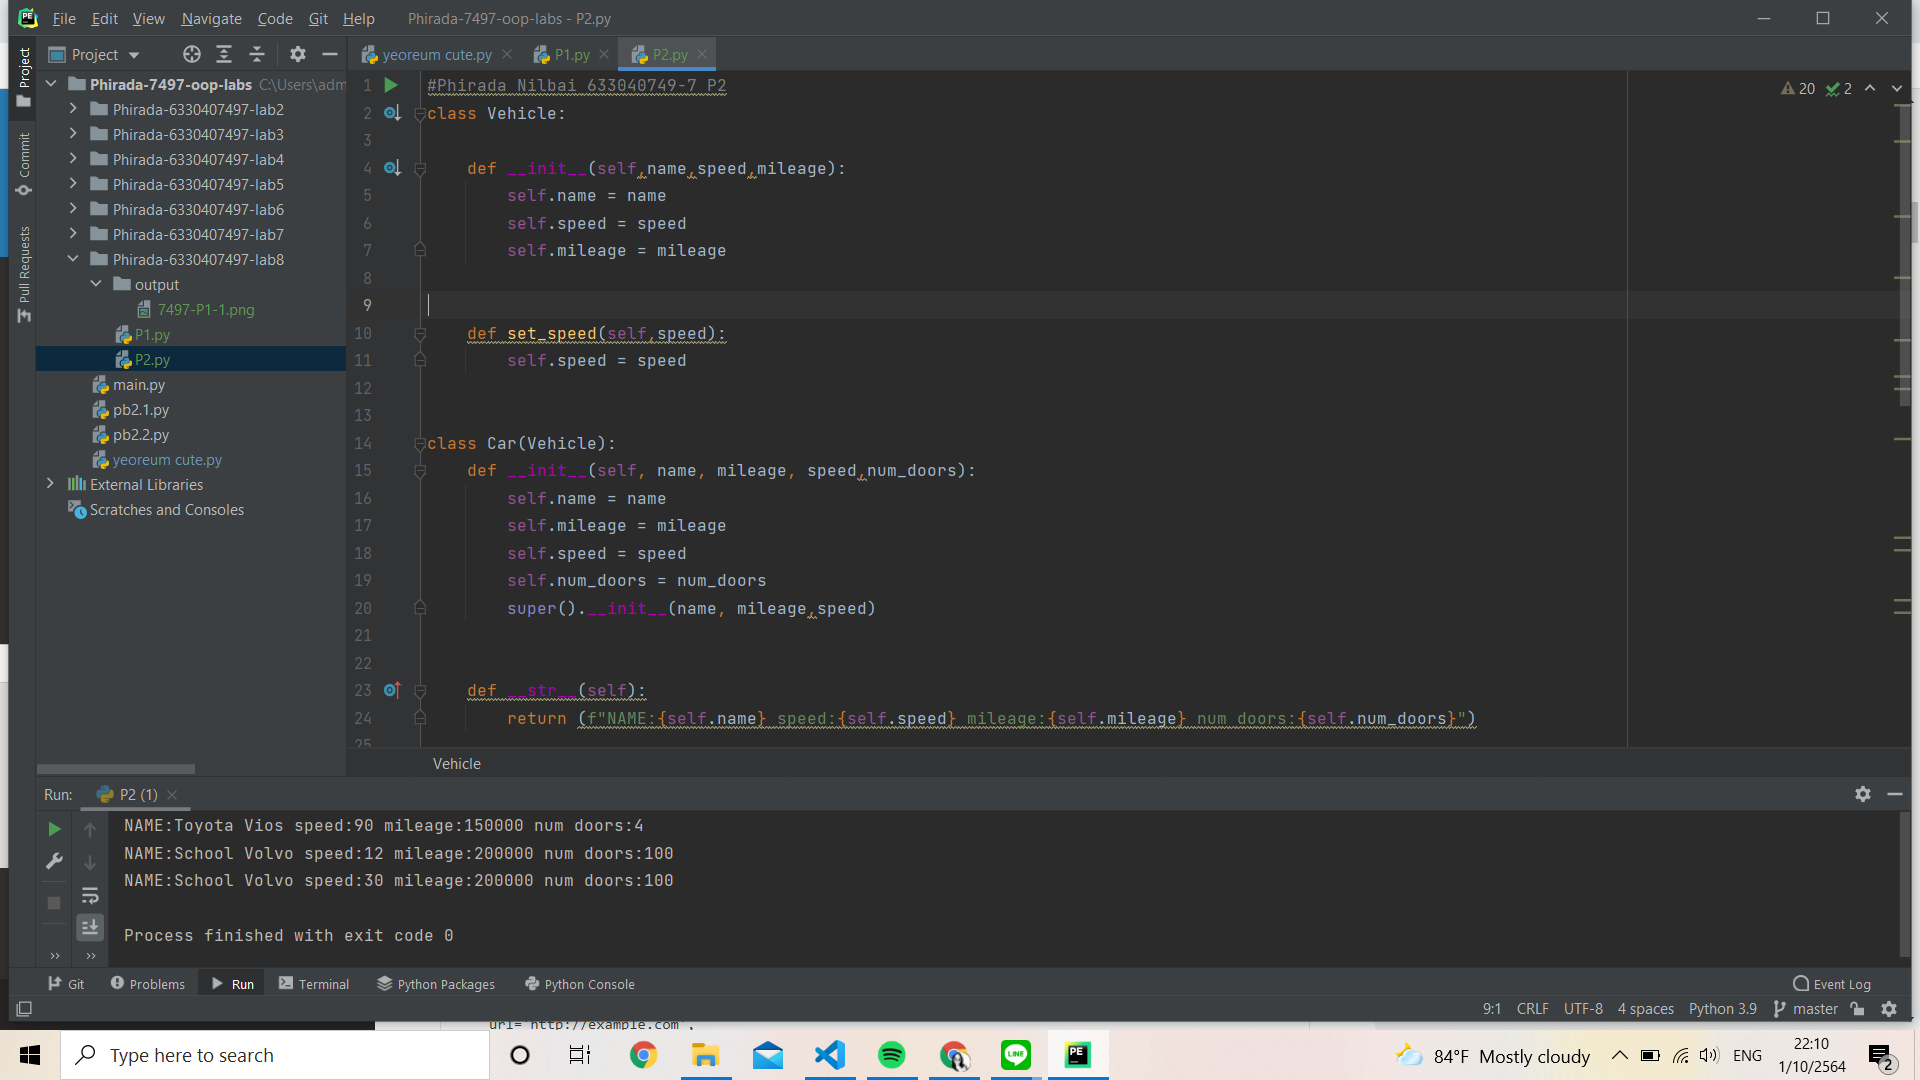 File Edit View Navigate Code Git Help Phirada-7497-oop-labs - P2.py
Project
Commit
Pull Requests
Project
Phirada-7497-oop-labs C:\Users\adm
Phirada-6330407497-lab2
Phirada-6330407497-lab3
Phirada-6330407497-lab4
Phirada-6330407497-lab5
Phirada-6330407497-lab6
Phirada-6330407497-lab7
Phirada-6330407497-lab8
output
7497-P1-1.png
P1.py
P2.py
main.py
pb2.1.py
pb2.2.py
yeoreum cute.py
External Libraries
Scratches and Consoles
yeoreum cute.py P1.py P2.py
20 2
1 #Phirada Nilbai 633040749-7 P2
2 class Vehicle:
3
4 def __init__(self,name,speed,mileage):
5 self.name = name
6 self.speed = speed
7 self.mileage = mileage
8
9
10 def set_speed(self,speed):
11 self.speed = speed
12
13
14 class Car(Vehicle):
15 def __init__(self, name, mileage, speed,num_doors):
16 self.name = name
17 self.mileage = mileage
18 self.speed = speed
19 self.num_doors = num_doors
20 super().__init__(name, mileage,speed)
21
22
23 def __str__(self):
24 return (f"NAME:{self.name} speed:{self.speed} mileage:{self.mileage} num doors:{self.num_doors}")
25
Vehicle
Run: P2 (1)
NAME:Toyota Vios speed:90 mileage:150000 num doors:4
NAME:School Volvo speed:12 mileage:200000 num doors:100
NAME:School Volvo speed:30 mileage:200000 num doors:100
Process finished with exit code 0
Git Problems Run Terminal Python Packages Python Console Event Log
9:1 CRLF UTF-8 4 spaces Python 3.9 master
url="http://example.com",
Type here to search
PE
LINE
84°F Mostly cloudy ENG
22:10
1/10/2564
2